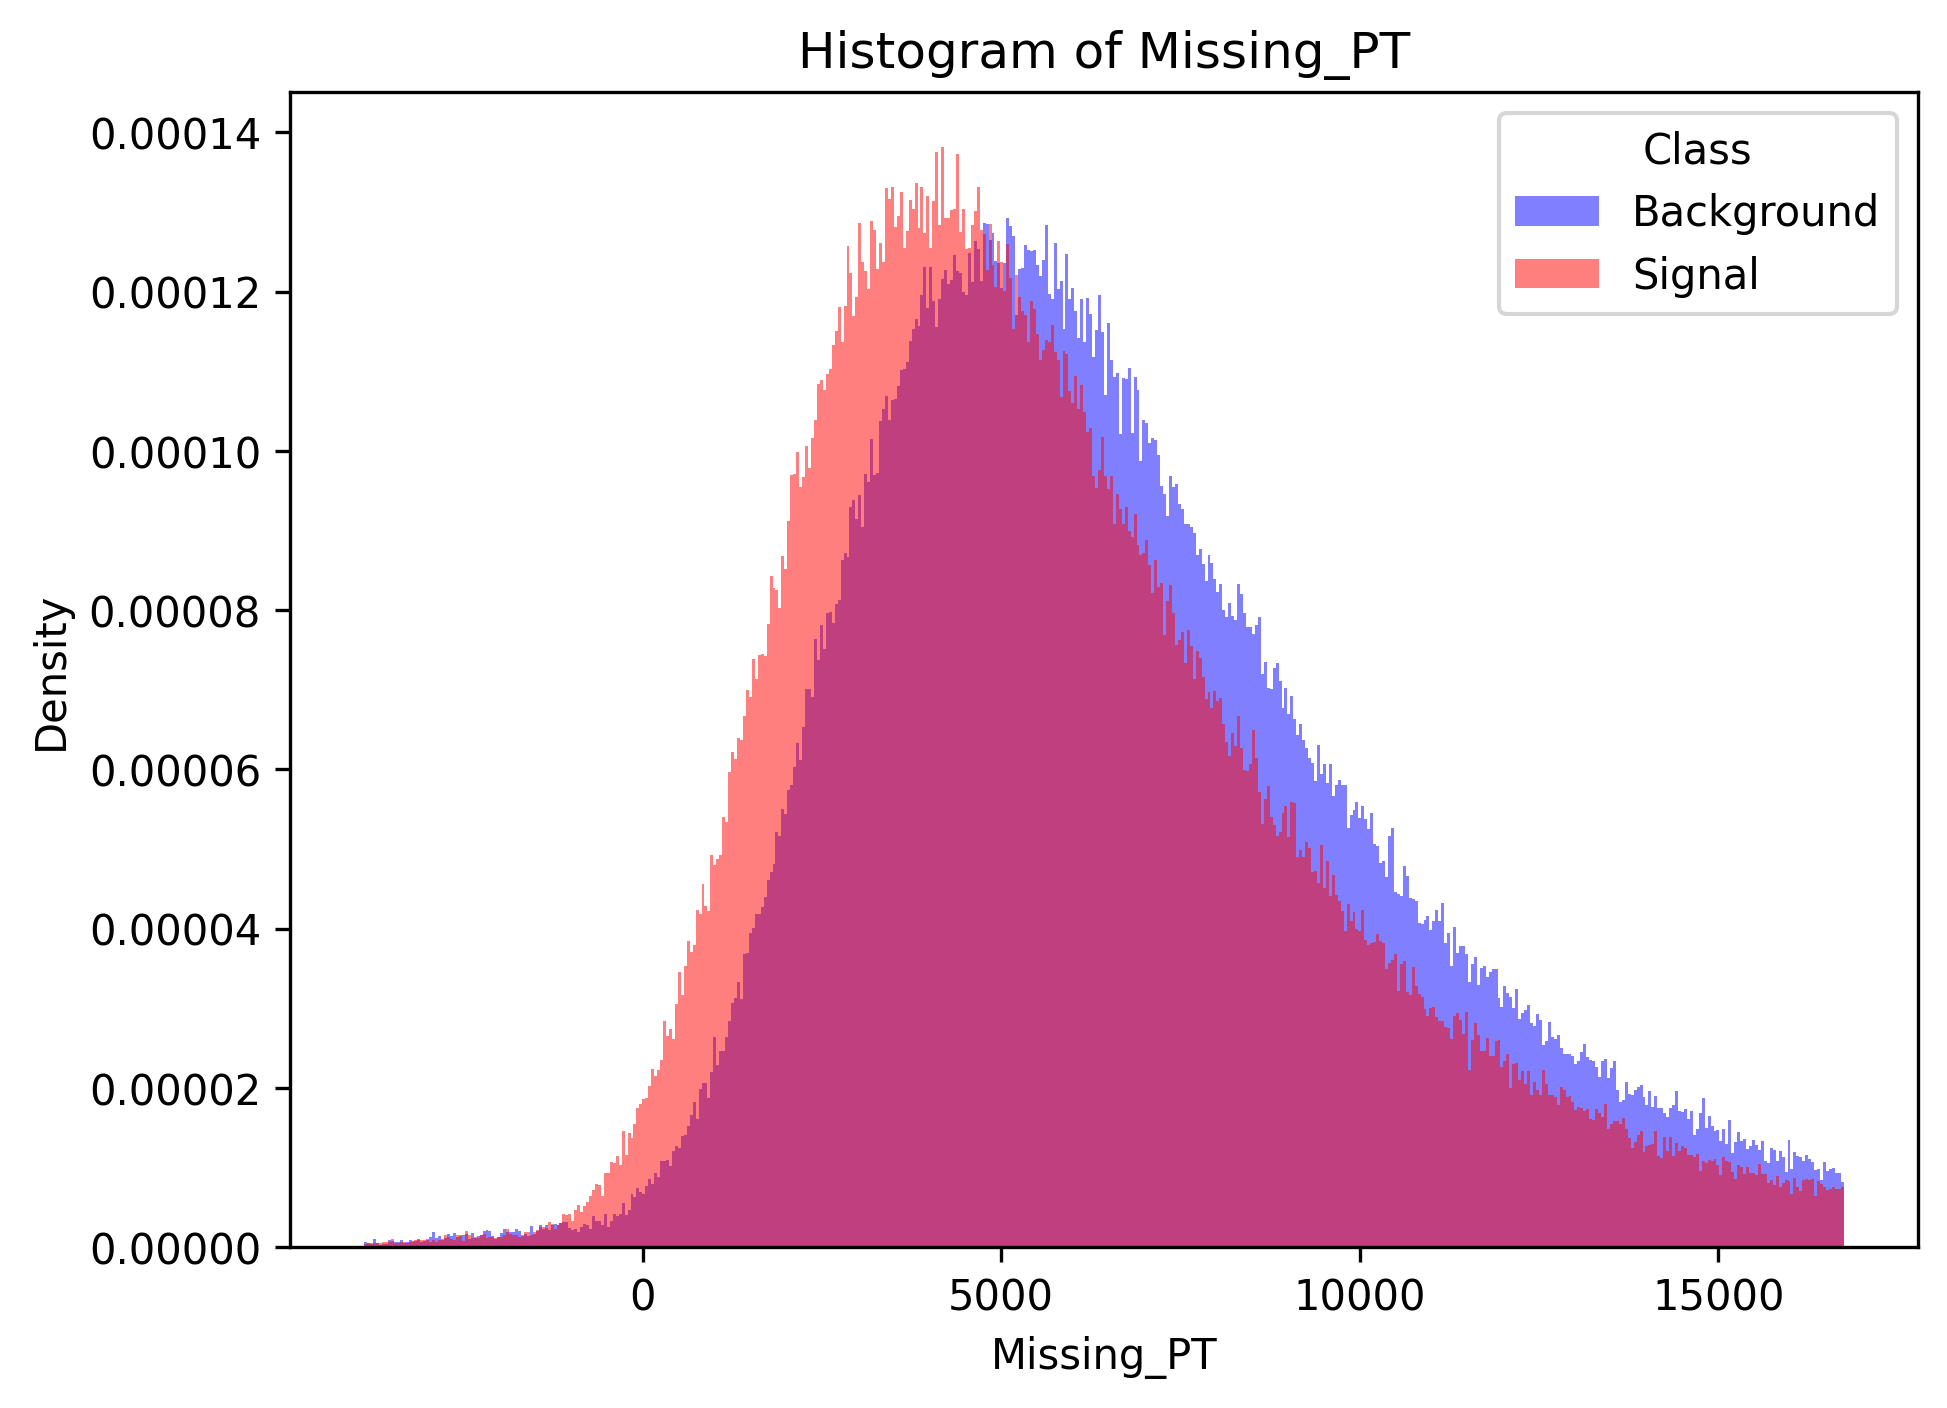 Histogram of Missing_PT
0.00014
0.00012
0.00010
0.00008
0.00006
0.00004
0.00002
0.00000
Density
Class
Background
Signal
0
5000
10000
15000
Missing_PT